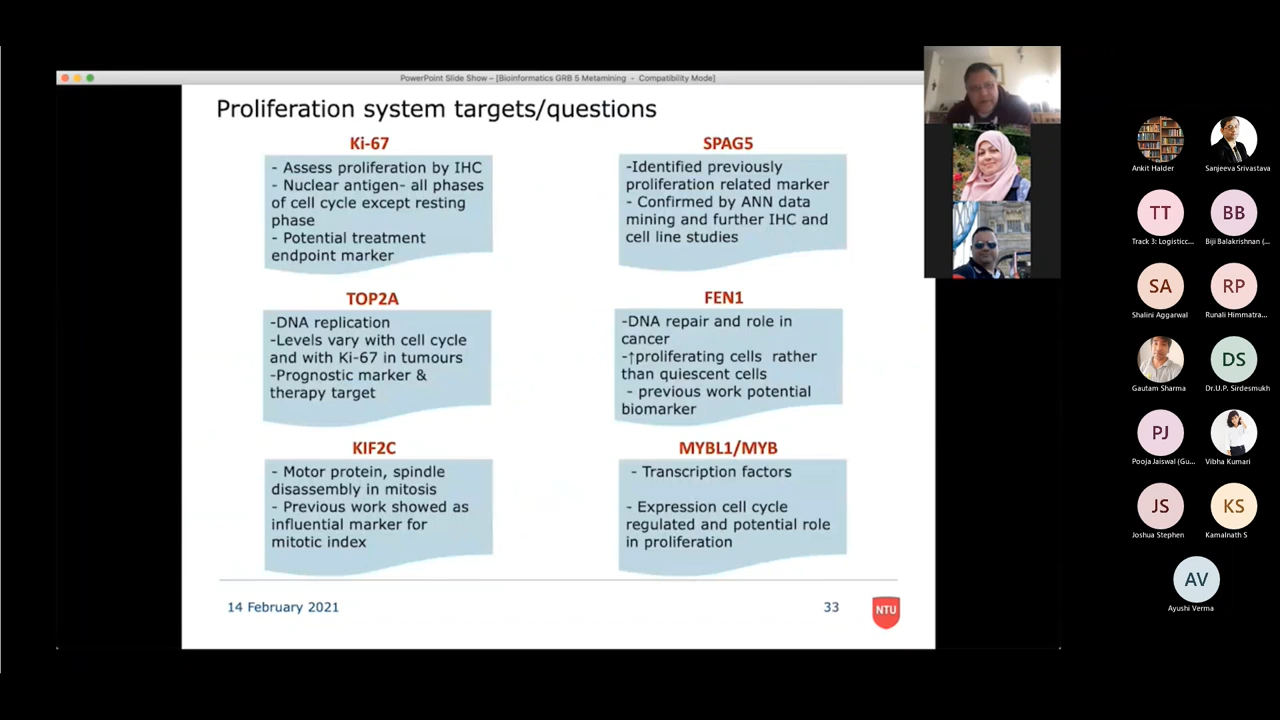 PowerPoint Slide Show – [Bioinformatics GRB 5 Metamining - Compatibility Mode]
Proliferation system targets/questions
Ki-67
- Assess proliferation by IHC
- Nuclear antigen- all phases
of cell cycle except resting
phase
- Potential treatment
endpoint marker
SPAG5
-Identified previously
proliferation related marker
- Confirmed by ANN data
mining and further IHC and
cell line studies
TOP2A
-DNA replication
-Levels vary with cell cycle
and with Ki-67 in tumours
-Prognostic marker &
therapy target
FEN1
-DNA repair and role in
cancer
-↑proliferating cells rather
than quiescent cells
- previous work potential
biomarker
KIF2C
- Motor protein, spindle
disassembly in mitosis
- Previous work showed as
influential marker for
mitotic index
MYBL1/MYB
- Transcription factors
- Expression cell cycle
regulated and potential role
in proliferation
14 February 2021
33
NTU
Ankit Halder
Sanjeeva Srivastava
TT
Track 3: Logisticc...
BB
Biji Balakrishnan (...
SA
Shalini Aggarwal
RP
Runali Himmatra...
Gautam Sharma
DS
Dr.U.P. Sirdesmukh
PJ
Pooja Jaiswal (Gu...
Vibha Kumari
JS
Joshua Stephen
KS
Kamalnath S
AV
Ayushi Verma